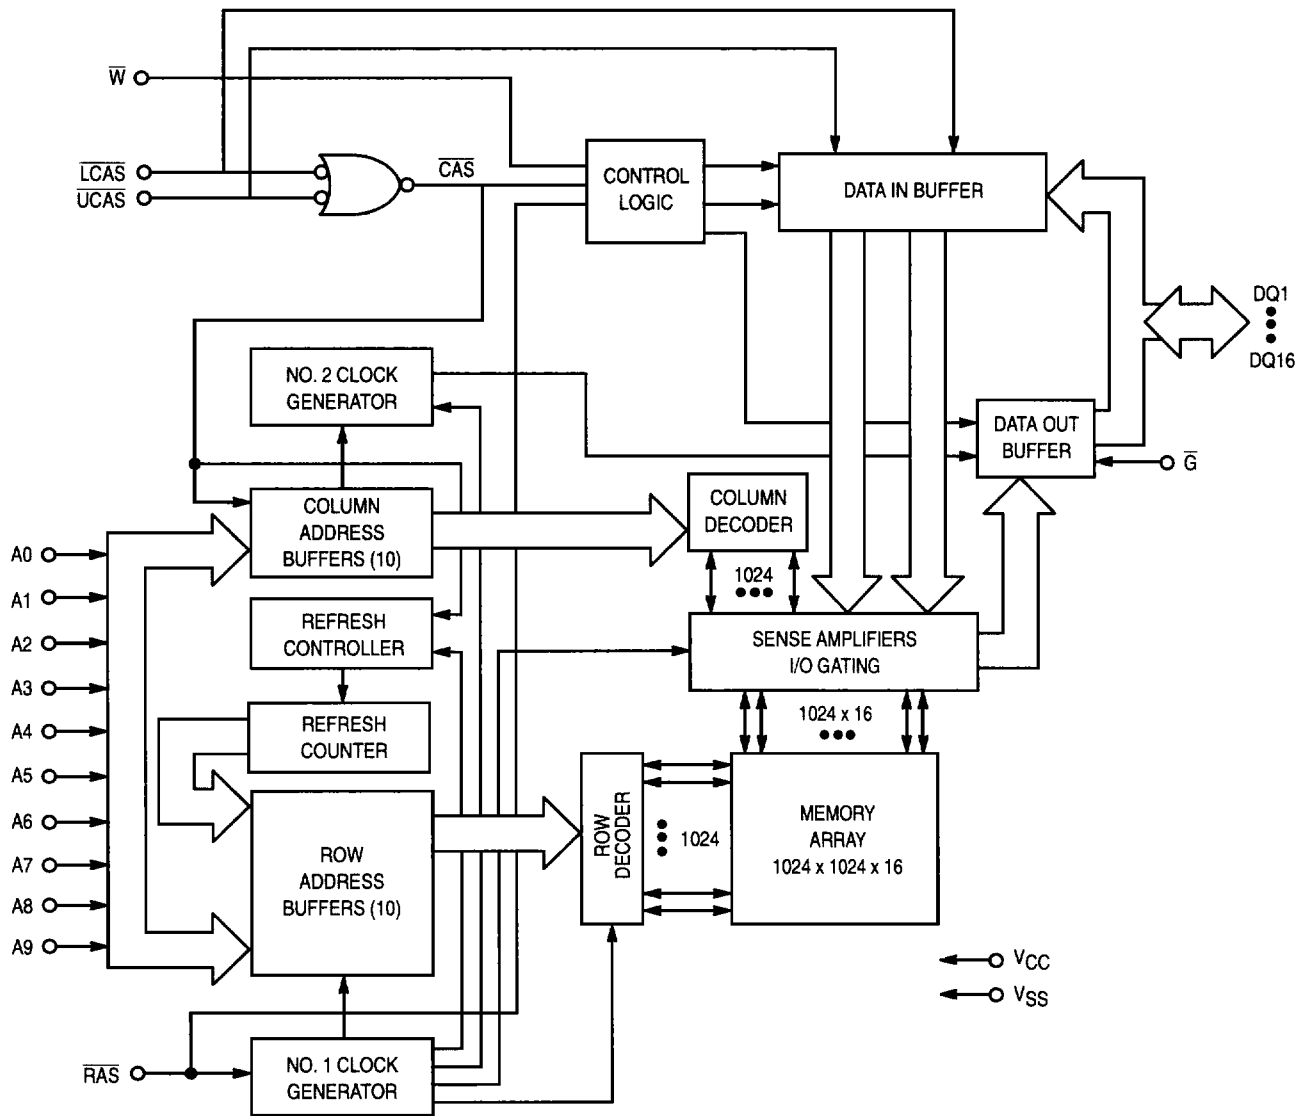 W
LCAS
UCAS
CAS
CONTROL
LOGIC
DATA IN BUFFER
DQ1
DQ16
NO. 2 CLOCK
GENERATOR
DATA OUT
BUFFER
G
COLUMN
ADDRESS
BUFFERS (10)
COLUMN
DECODER
1024
A0
A1
A2
A3
A4
A5
A6
A7
A8
A9
REFRESH
CONTROLLER
SENSE AMPLIFIERS
I/O GATING
REFRESH
COUNTER
1024 x 16
ROW
ADDRESS
BUFFERS (10)
ROW
DECODER
1024
MEMORY
ARRAY
1024 x 1024 x 16
VCC
VSS
RAS
NO. 1 CLOCK
GENERATOR